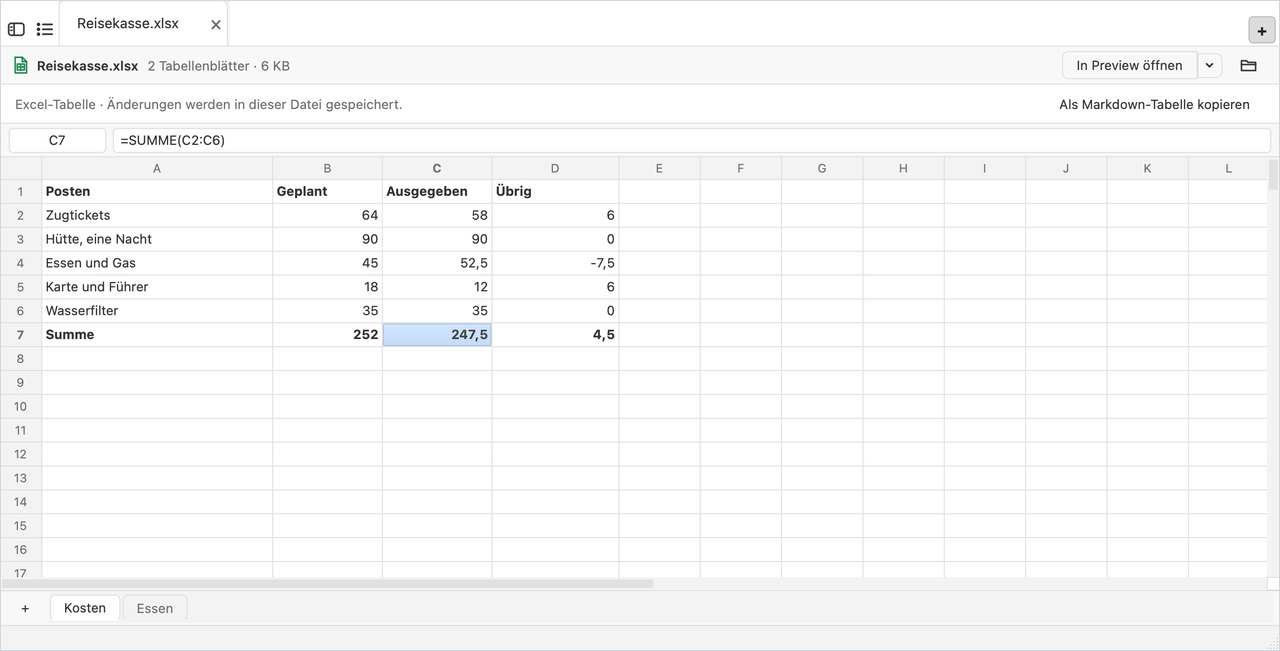 Reisekasse.xlsx
Reisekasse.xlsx 2 Tabellenblätter · 6 KB In Preview öffnen
Excel-Tabelle · Änderungen werden in dieser Datei gespeichert. Als Markdown-Tabelle kopieren
C7 =SUMME(C2:C6)
A B C D E F G H I J K L
1 Posten Geplant Ausgegeben Übrig
2 Zugtickets 64 58 6
3 Hütte, eine Nacht 90 90 0
4 Essen und Gas 45 52,5 -7,5
5 Karte und Führer 18 12 6
6 Wasserfilter 35 35 0
7 Summe 252 247,5 4,5
8
9
10
11
12
13
14
15
16
17
+ Kosten Essen